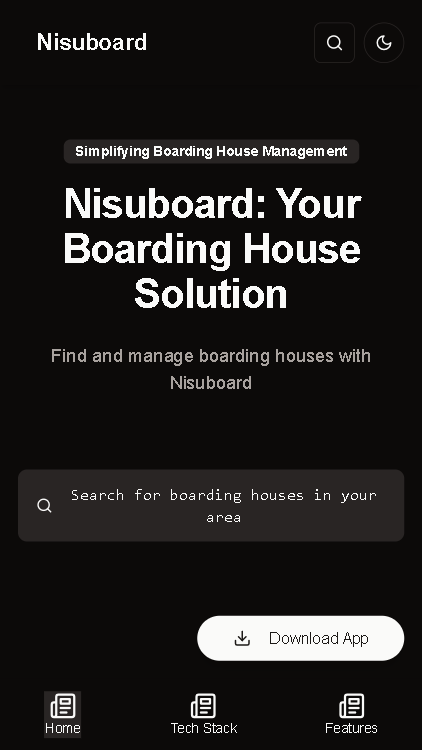 Nisuboard
Simplifying Boarding House Management
Nisuboard: Your
Boarding House
Solution
Find and manage boarding houses with
Nisuboard
Search for boarding houses in your
area
Download App
Home
Tech Stack
Features